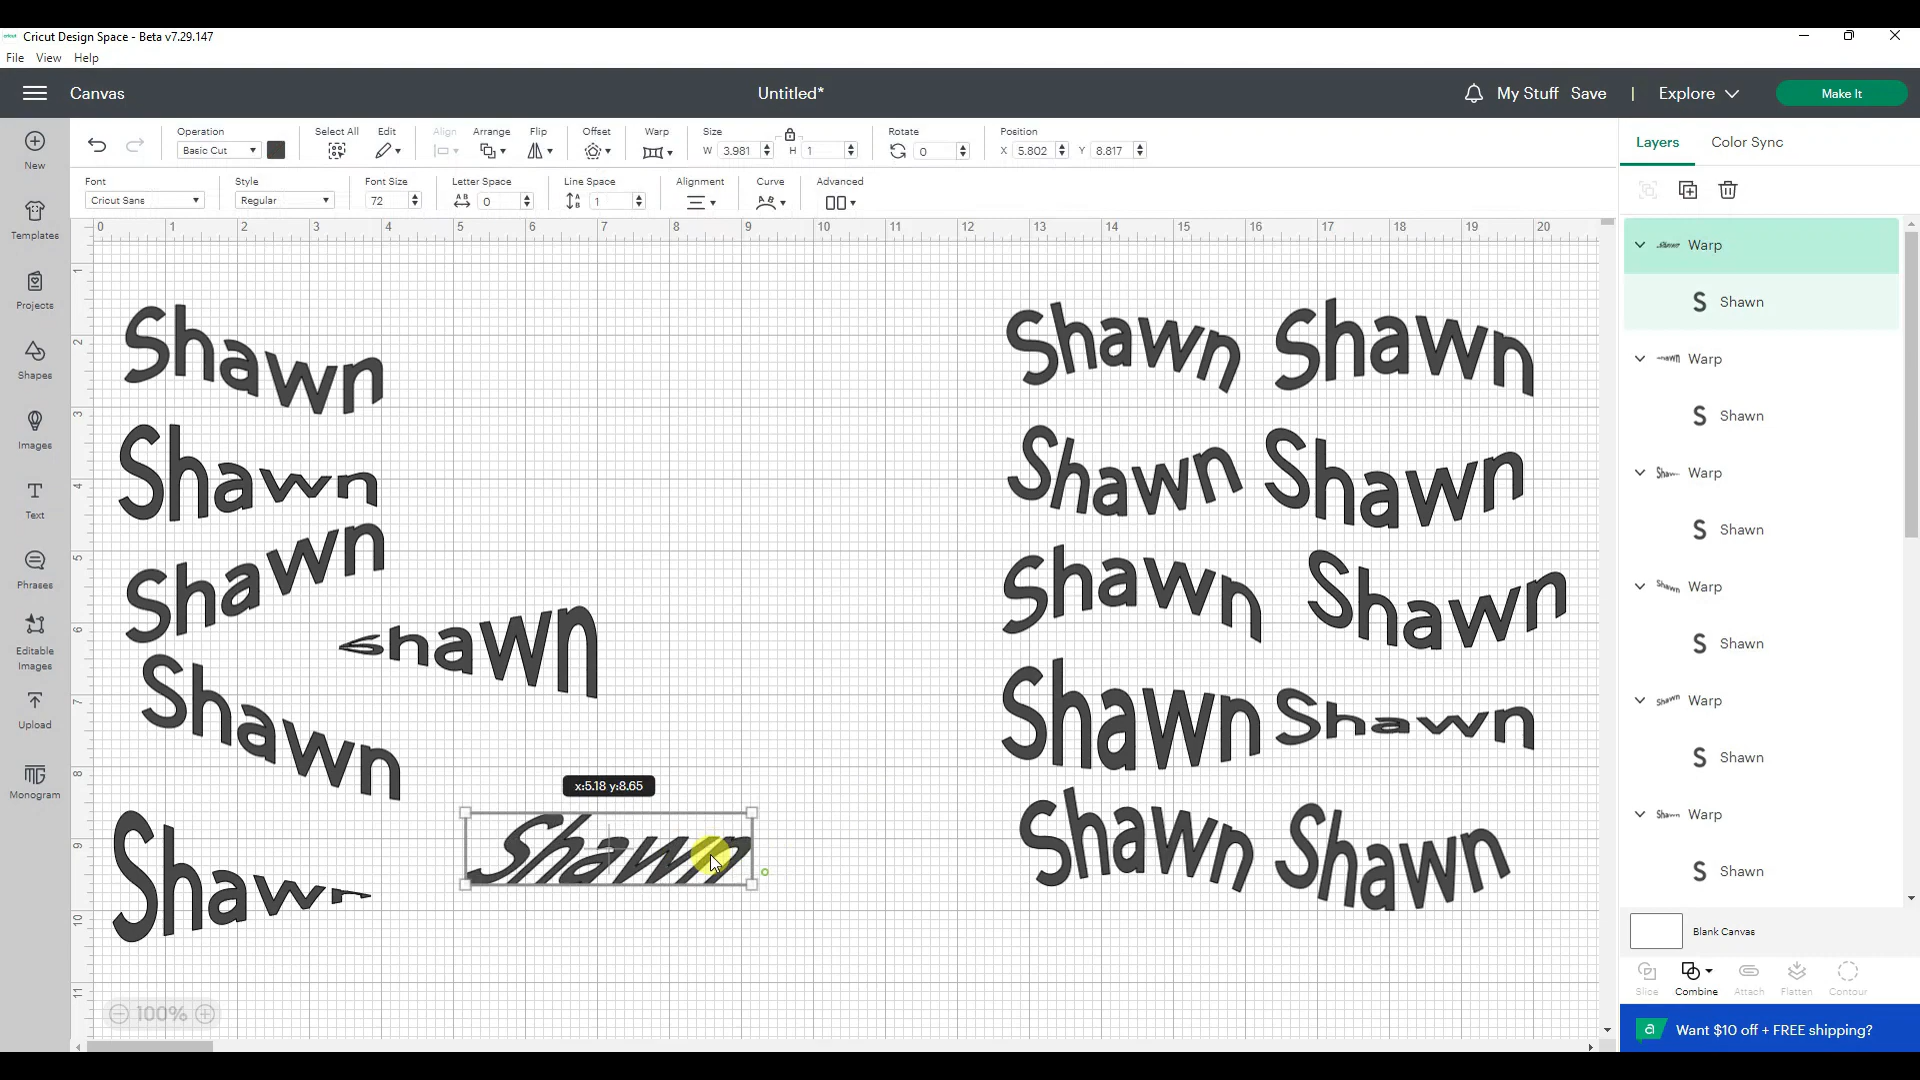 cricut Cricut Design Space - Beta v7.29.147
File View Help
Canvas Untitled* My Stuff Save | Explore Make It
Operation Select All Edit Align Arrange Flip Offset Warp Size Rotate Position
Basic Cut W 3.981 H 1 0 X 5.802 Y 8.817
Font Style Font Size Letter Space Line Space Alignment Curve Advanced
Cricut Sans Regular 72 0 1
New
Templates
Projects
Shapes
Images
Text
Phrases
Editable
Images
Upload
Monogram
0 1 2 3 4 5 6 7 8 9 10 11 12 13 14 15 16 17 18 19 20
1
2
3
4
5
6
7
8
9
10
11
Shawn Shawn Shawn
Shawn Shawn Shawn
Shawn Shawn Shawn
Shawn
Shawn Shawn Shawn
x:5.18 y:8.65
Shawn Shawn Shawn Shawn
100%
Layers Color Sync
Warp
S Shawn
Warp
S Shawn
Warp
S Shawn
Warp
S Shawn
Warp
S Shawn
Warp
S Shawn
Blank Canvas
Slice Combine Attach Flatten Contour
a Want $10 off + FREE shipping?